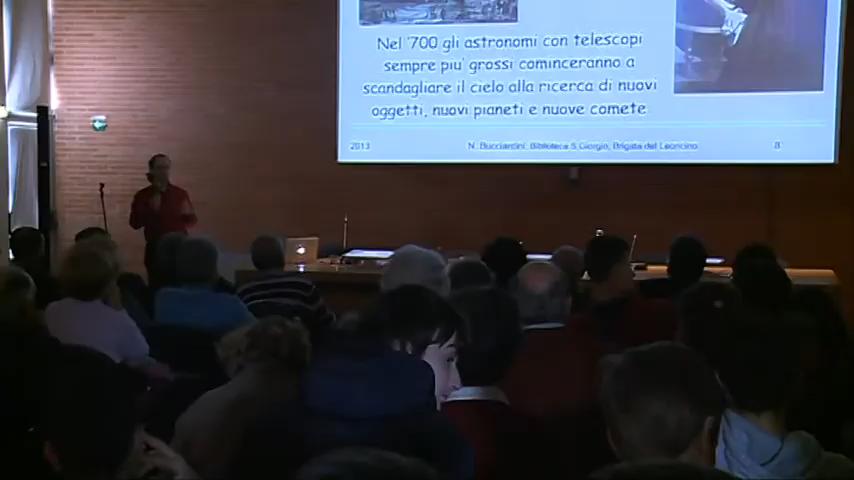 Nel '700 gli astronomi con telescopi
sempre piu' grossi cominceranno a
scandagliare il cielo alla ricerca di nuovi
oggetti, nuovi pianeti e nuove comete
2013
N. Bucciantini: Biblioteca S.Giorgio, Brigata del Leoncino
8